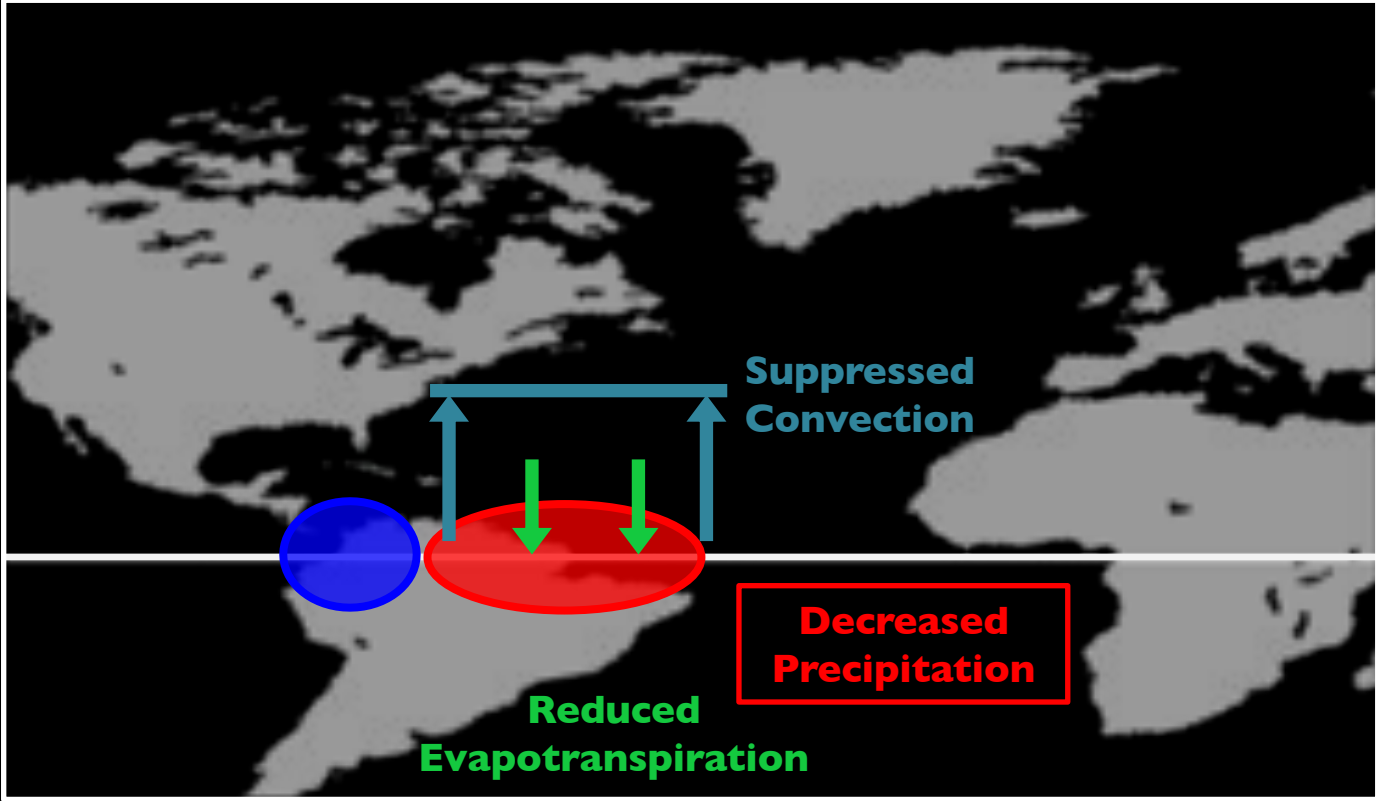 Suppressed
Convection
Decreased
Precipitation
Reduced
Evapotranspiration